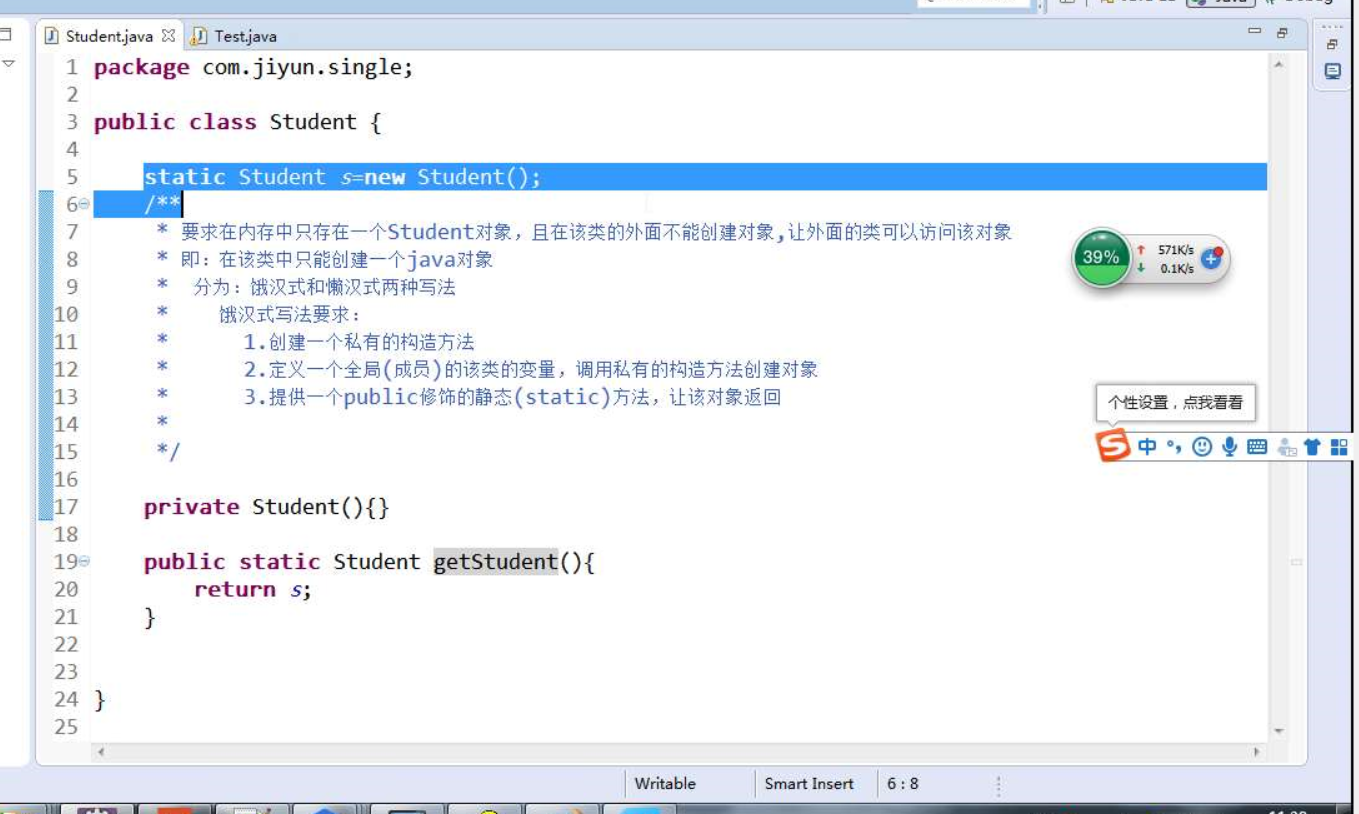 Student.java Test.java
1 package com.jiyun.single;
2
3 public class Student {
4
5 static Student s=new Student();
6 /**
7 * 要求在内存中只存在一个Student对象，且在该类的外面不能创建对象,让外面的类可以访问该对象
8 * 即：在该类中只能创建一个java对象
9 * 分为：饿汉式和懒汉式两种写法
10 * 饿汉式写法要求：
11 * 1.创建一个私有的构造方法
12 * 2.定义一个全局(成员)的该类的变量，调用私有的构造方法创建对象
13 * 3.提供一个public修饰的静态(static)方法，让该对象返回
14 *
15 */
16
17 private Student(){}
18
19 public static Student getStudent(){
20 return s;
21 }
22
23
24 }
25
39% 571K/s
0.1K/s
个性设置，点我看看
S 中
Writable Smart Insert 6 : 8